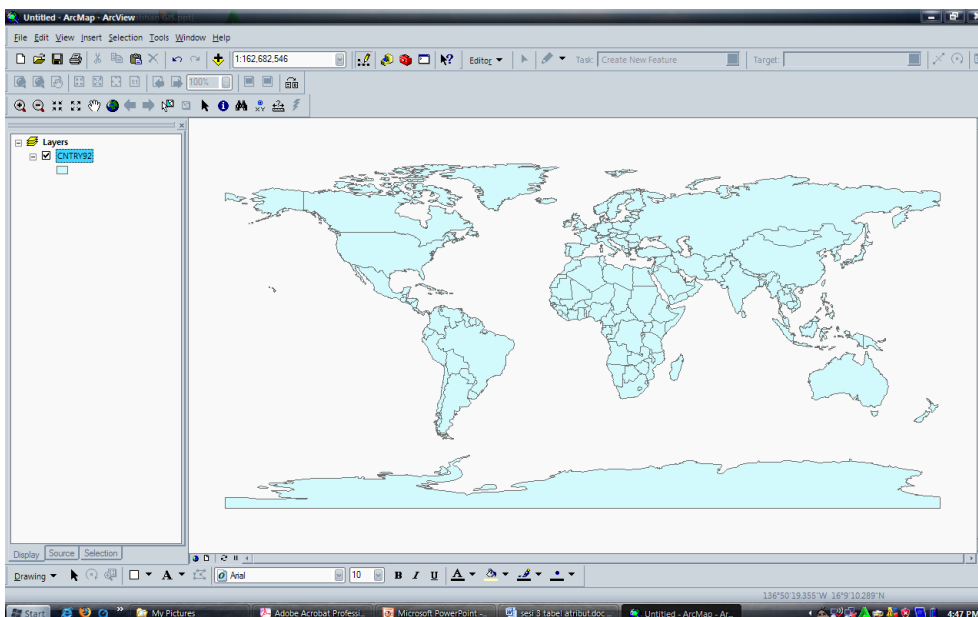 Untitled - ArcMap - ArcView
File Edit View Insert Selection Tools Window Help
1:162,682,546 Editor Task: Create New Feature Target:
100%
Layers
CNTRY92
Display Source Selection
Drawing A Arial 10 B I U A
136°50'19.355"W 16°9'10.289"N
Start My Pictures Adobe Acrobat Professi... Microsoft PowerPoint -... sesi 3 tabel atribut.doc ... Untitled - ArcMap - Ar... 4:47 PM